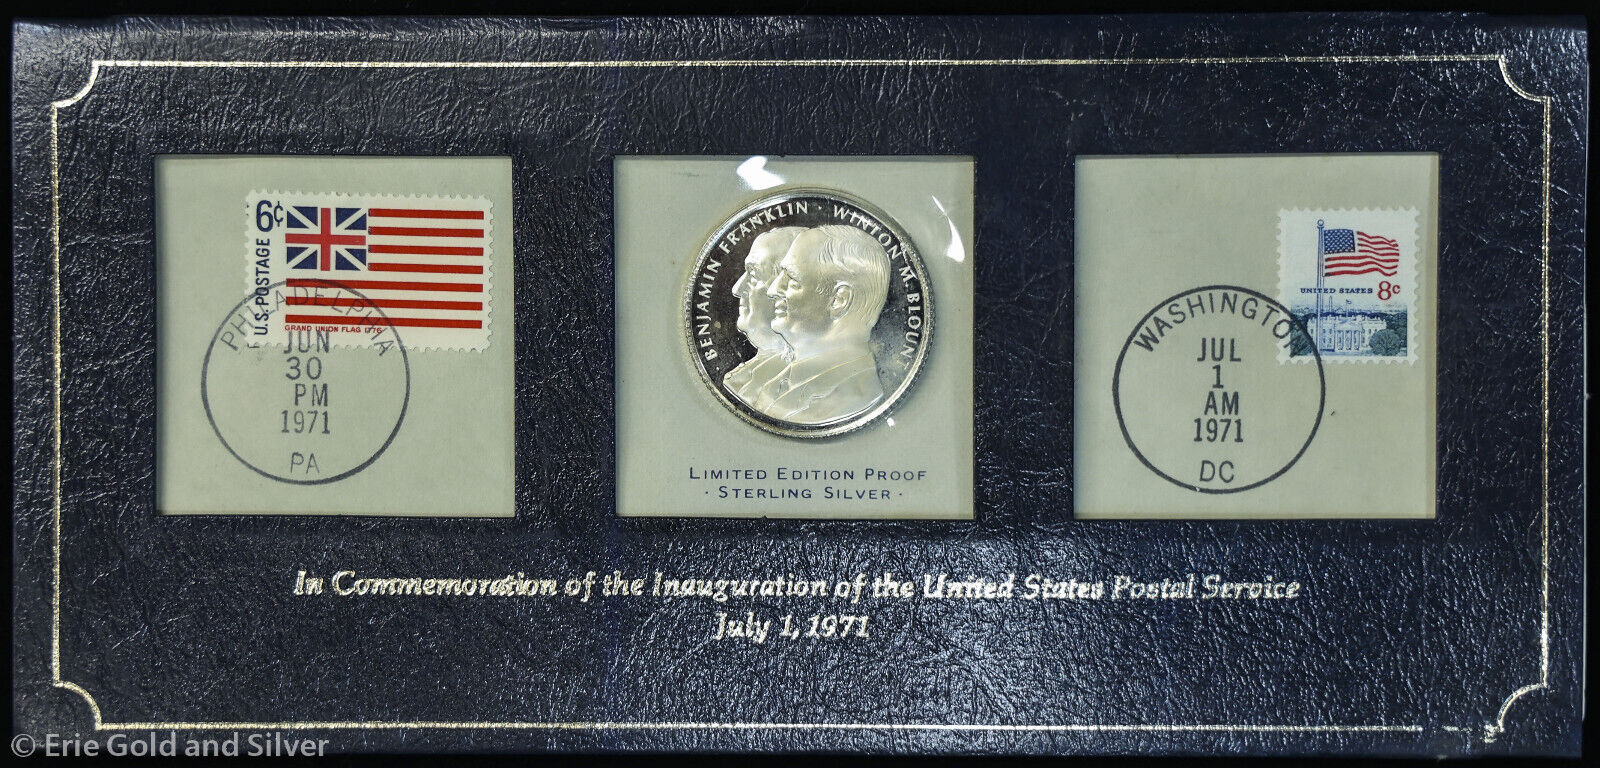 6¢
U.S. POSTAGE
GRAND UNION FLAG 1776
PHILADELPHIA
JUN
30
PM
1971
PA
BENJAMIN FRANKLIN · WINTON M. BLOUNT
LIMITED EDITION PROOF
· STERLING SILVER ·
UNITED STATES 8c
WASHINGTON
JUL
1
AM
1971
DC
In Commemoration of the Inauguration of the United States Postal Service
July 1, 1971
© Erie Gold and Silver